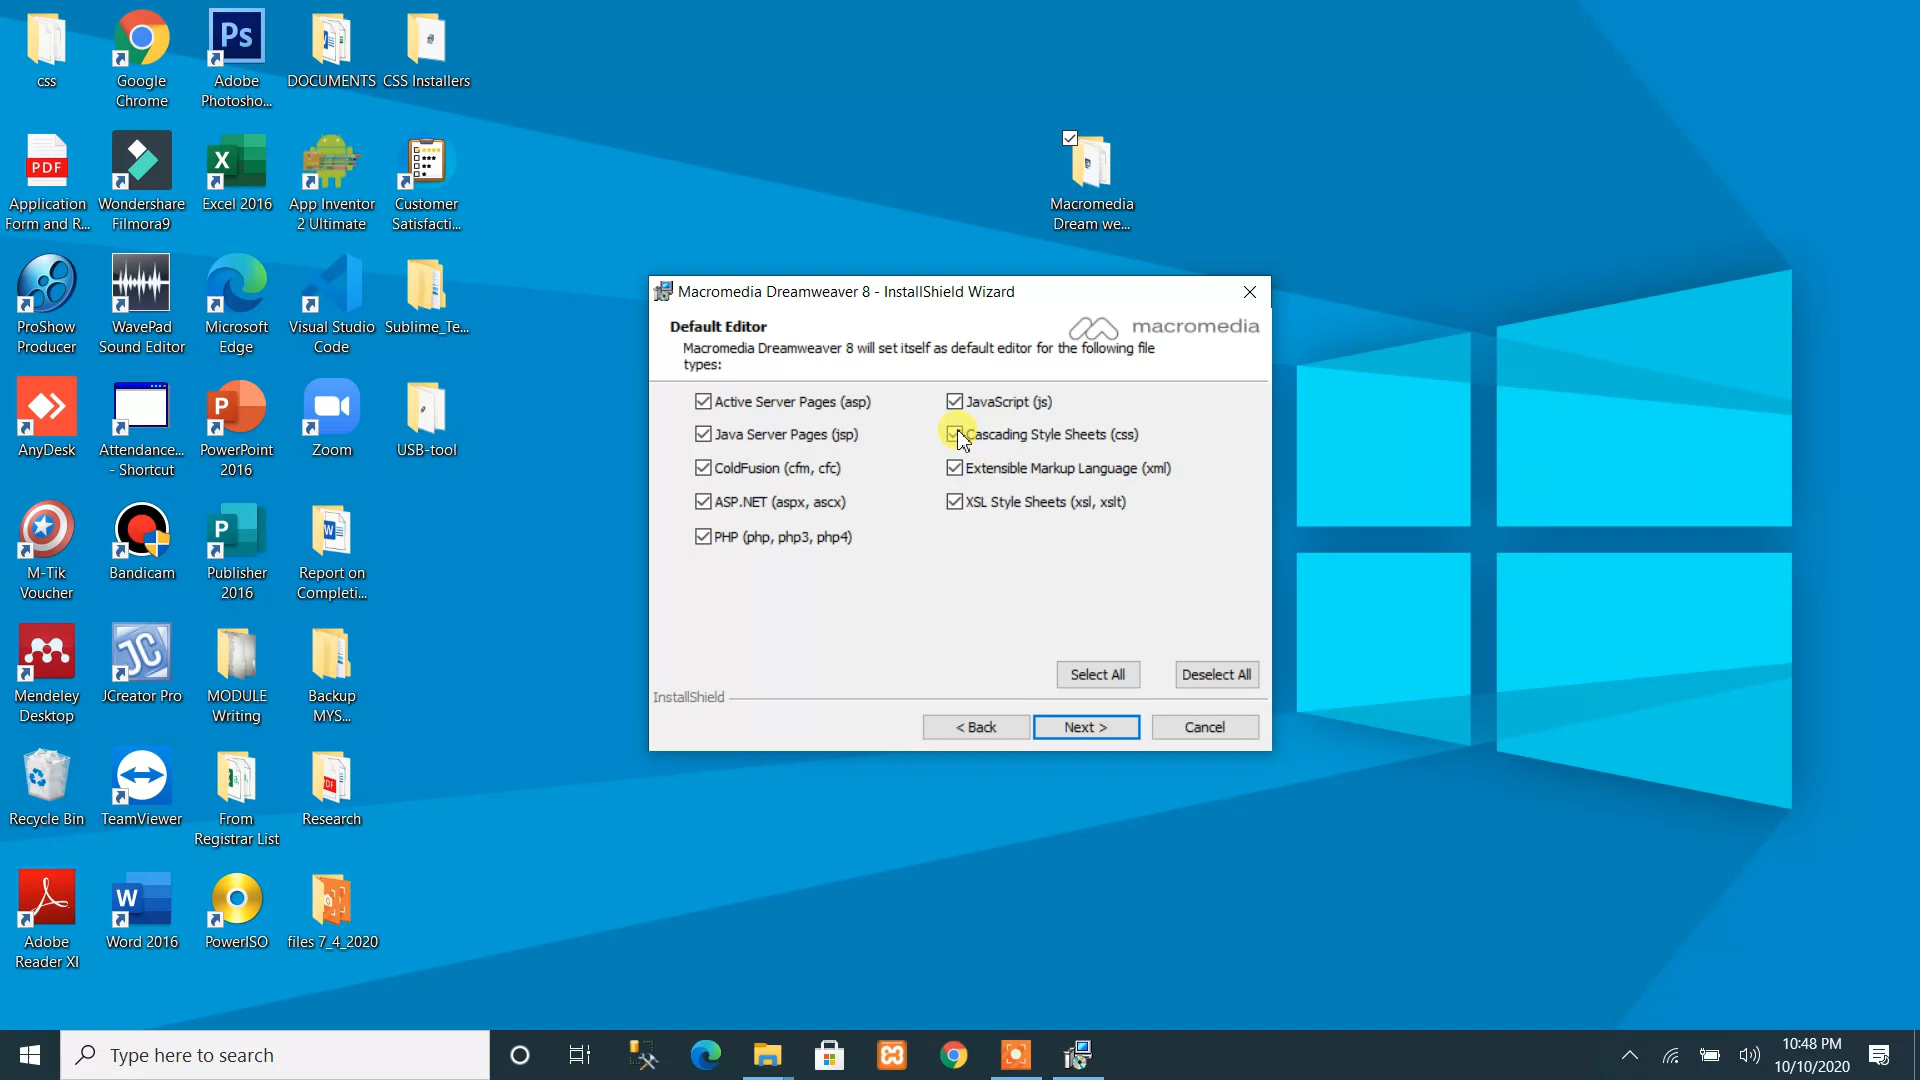 css
Google
Chrome
Ps
Adobe
Photosho...
DOCUMENTS
CSS Installers
PDF
Application
Form and R...
Wondershare
Filmora9
X
Excel 2016
App Inventor
2 Ultimate
Customer
Satisfacti...
Macromedia
Dream we...
ProShow
Producer
WavePad
Sound Editor
Microsoft
Edge
Visual Studio
Code
Sublime_Te...
AnyDesk
Attendance...
- Shortcut
P
PowerPoint
2016
Zoom
USB-tool
M-Tik
Voucher
Bandicam
P
Publisher
2016
W
Report on
Completi...
Mendeley
Desktop
JC
JCreator Pro
MODULE
Writing
Backup
MYS...
Recycle Bin
TeamViewer
From
Registrar List
PDF
Research
Adobe
Reader XI
W
Word 2016
PowerISO
files 7_4_2020
Macromedia Dreamweaver 8 - InstallShield Wizard
Default Editor
macromedia
Macromedia Dreamweaver 8 will set itself as default editor for the following file
types:
Active Server Pages (asp)
JavaScript (js)
Java Server Pages (jsp)
Cascading Style Sheets (css)
ColdFusion (cfm, cfc)
Extensible Markup Language (xml)
ASP.NET (aspx, ascx)
XSL Style Sheets (xsl, xslt)
PHP (php, php3, php4)
Select All
Deselect All
InstallShield
< Back
Next >
Cancel
Type here to search
10:48 PM
10/10/2020